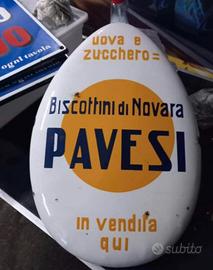 uova e
zucchero=
Biscottini di Novara
PAVESI
in vendita
qui
ogni tavola
subito